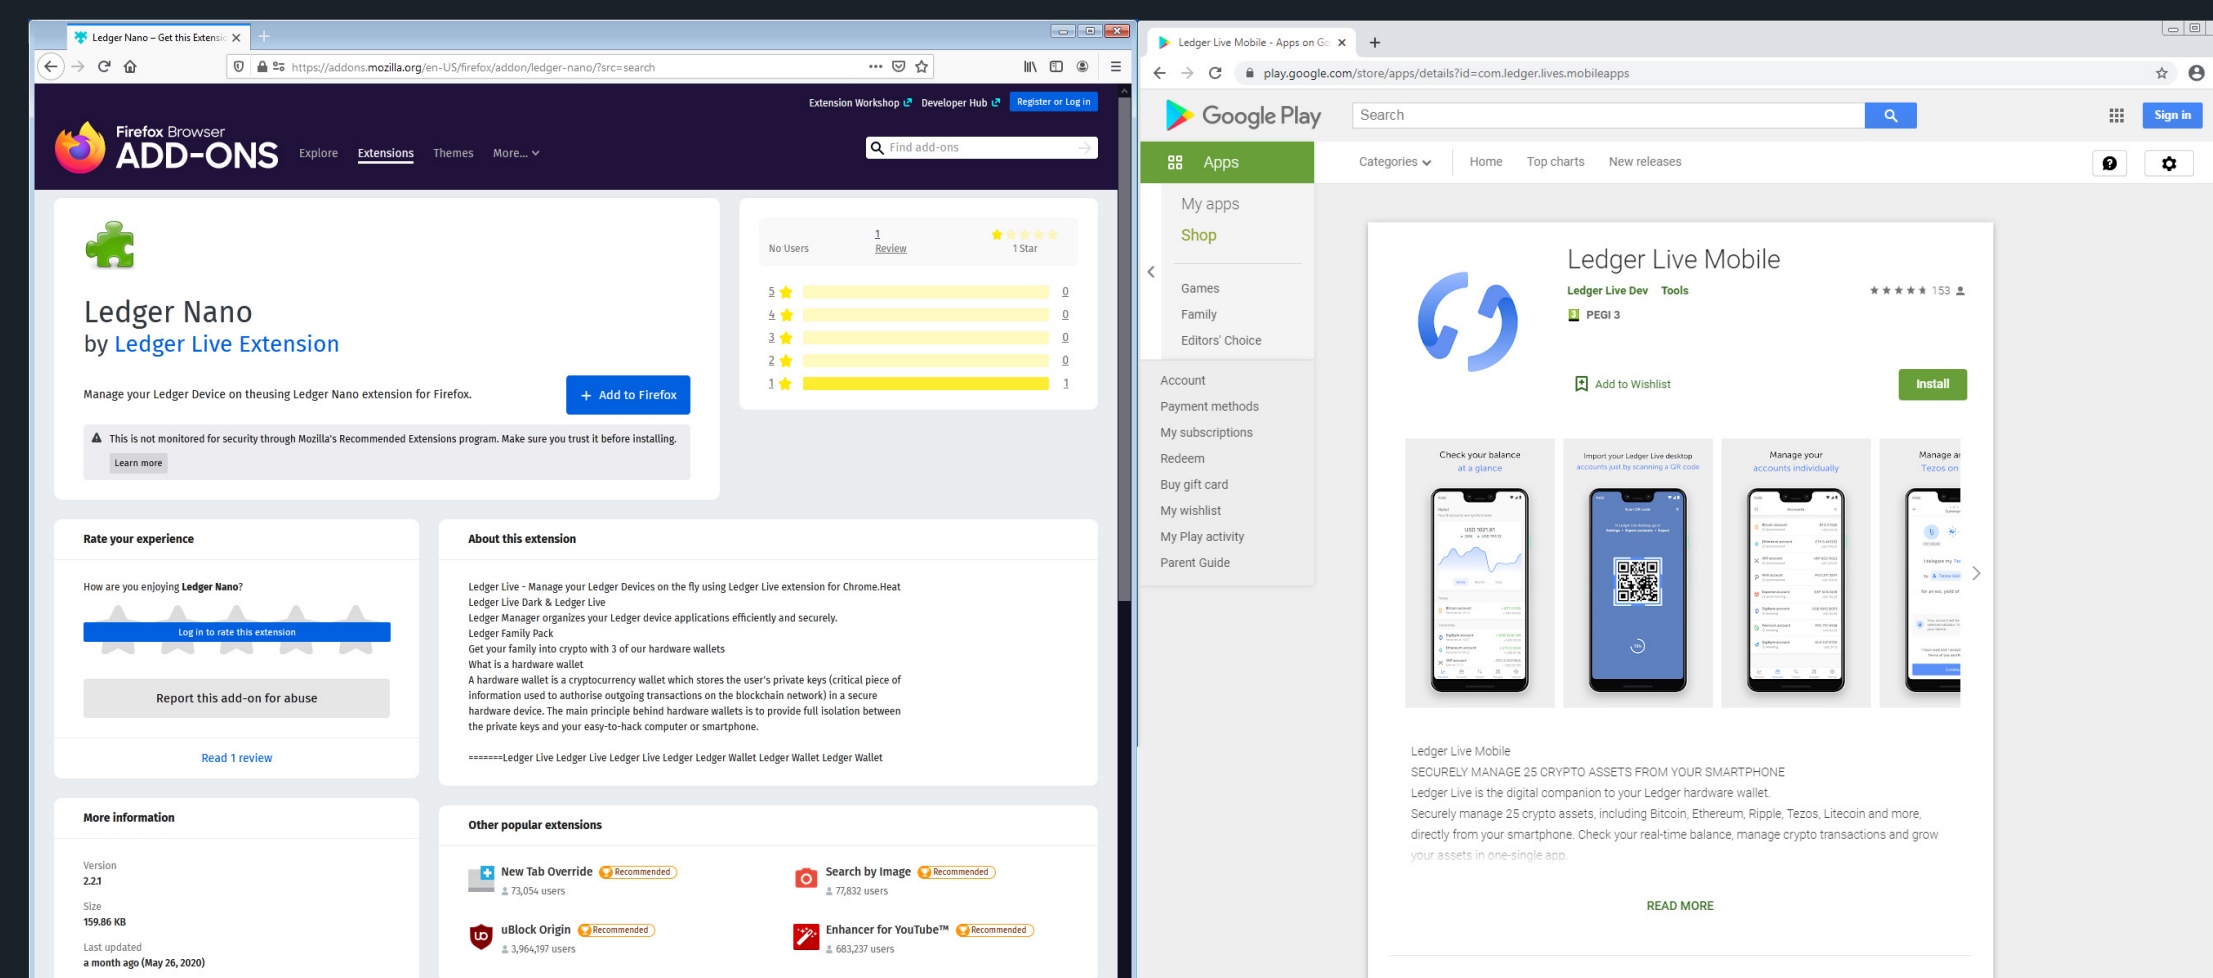 Ledger Nano – Get this Extensio
https://addons.mozilla.org/en-US/firefox/addon/ledger-nano/?src=search
Extension Workshop
Developer Hub
Register or Log in
Firefox Browser
ADD-ONS
Explore
Extensions
Themes
More...
Find add-ons
Ledger Nano
by Ledger Live Extension
Manage your Ledger Device on theusing Ledger Nano extension for Firefox.
+ Add to Firefox
This is not monitored for security through Mozilla's Recommended Extensions program. Make sure you trust it before installing.
Learn more
No Users
1
Review
1 Star
5 0
4 0
3 0
2 0
1 1
Rate your experience
How are you enjoying Ledger Nano?
Log in to rate this extension
Report this add-on for abuse
Read 1 review
About this extension
Ledger Live - Manage your Ledger Devices on the fly using Ledger Live extension for Chrome.Heat
Ledger Live Dark & Ledger Live
Ledger Manager organizes your Ledger device applications efficiently and securely.
Ledger Family Pack
Get your family into crypto with 3 of our hardware wallets
What is a hardware wallet
A hardware wallet is a cryptocurrency wallet which stores the user's private keys (critical piece of
information used to authorise outgoing transactions on the blockchain network) in a secure
hardware device. The main principle behind hardware wallets is to provide full isolation between
the private keys and your easy-to-hack computer or smartphone.
=======Ledger Live Ledger Live Ledger Live Ledger Ledger Wallet Ledger Wallet Ledger Wallet
More information
Version
2.2.1
Size
159.86 KB
Last updated
a month ago (May 26, 2020)
Other popular extensions
New Tab Override
Recommended
73,054 users
Search by Image
Recommended
77,832 users
uBlock Origin
Recommended
3,964,197 users
Enhancer for YouTube™
Recommended
683,237 users
Ledger Live Mobile - Apps on Go
play.google.com/store/apps/details?id=com.ledger.lives.mobileapps
Google Play
Search
Sign in
Apps
Categories
Home
Top charts
New releases
My apps
Shop
Games
Family
Editors' Choice
Account
Payment methods
My subscriptions
Redeem
Buy gift card
My wishlist
My Play activity
Parent Guide
Ledger Live Mobile
Ledger Live Dev
Tools
153
3 PEGI 3
Add to Wishlist
Install
Check your balance
at a glance
USD 1021.61
Import your Ledger Live desktop
accounts just by scanning a QR code
Scan QR code
Manage your
accounts individually
Accounts
Manage an
Tezos on
Ledger Live Mobile
SECURELY MANAGE 25 CRYPTO ASSETS FROM YOUR SMARTPHONE
Ledger Live is the digital companion to your Ledger hardware wallet.
Securely manage 25 crypto assets, including Bitcoin, Ethereum, Ripple, Tezos, Litecoin and more,
directly from your smartphone. Check your real-time balance, manage crypto transactions and grow
your assets in one-single app.
READ MORE